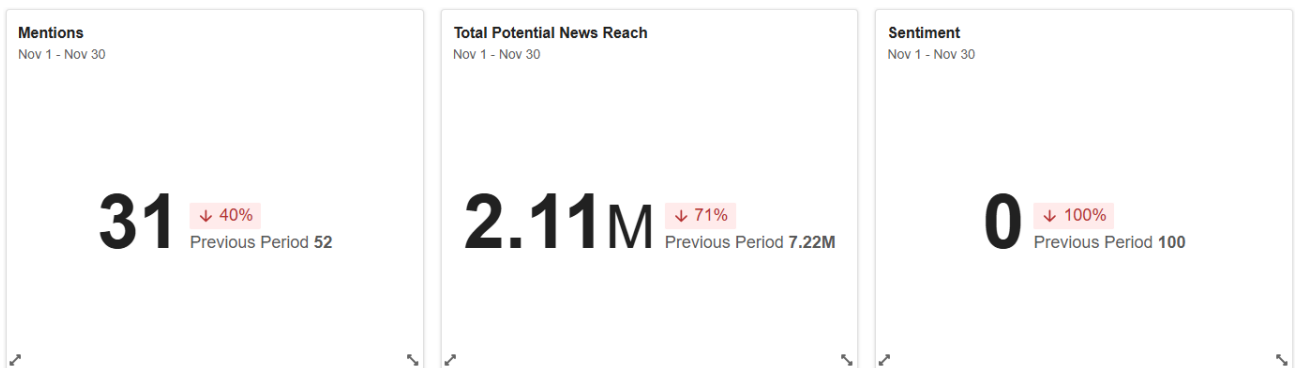 Mentions
Nov 1 - Nov 30
31
↓ 40%
Previous Period 52
Total Potential News Reach
Nov 1 - Nov 30
2.11M
↓ 71%
Previous Period 7.22M
Sentiment
Nov 1 - Nov 30
0
↓ 100%
Previous Period 100